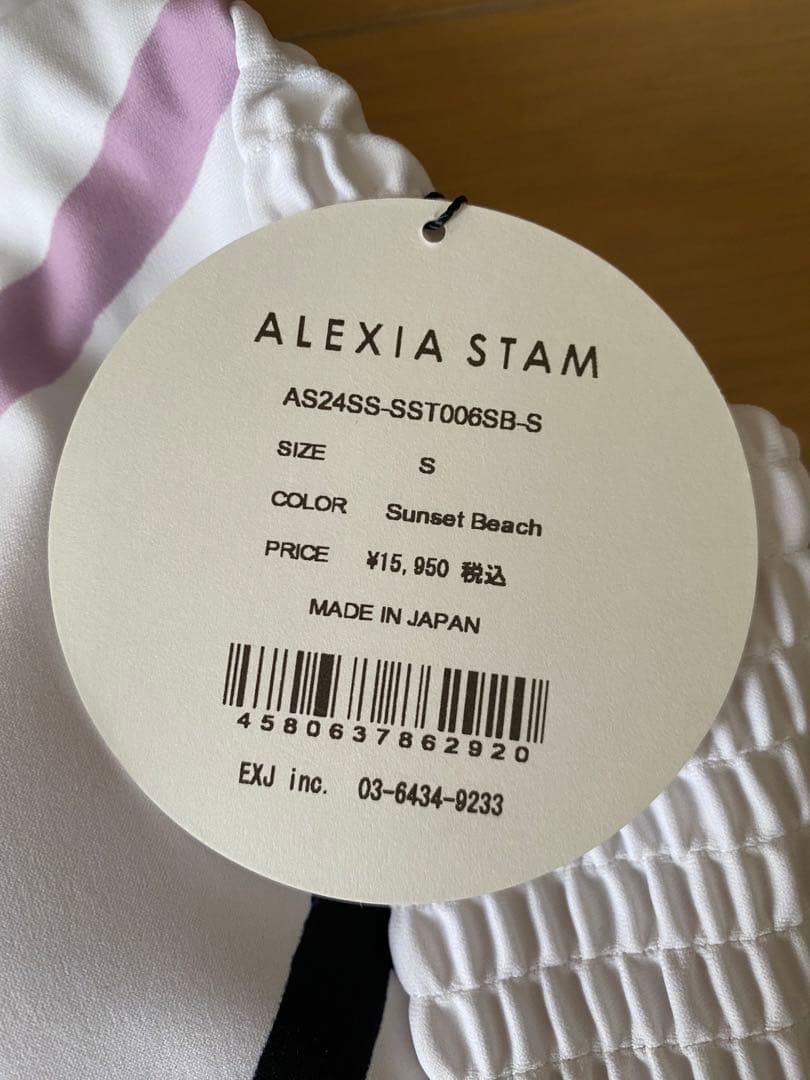 ALEXIA STAM
AS24SS-SST006SB-S
SIZE S
COLOR Sunset Beach
PRICE ¥15,950 税込
MADE IN JAPAN
4580637862920
EXJ inc. 03-6434-9233